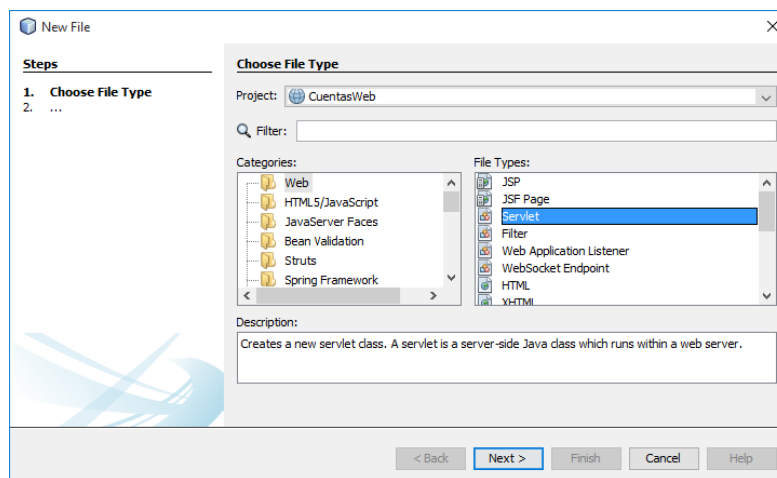 New File
Steps
1. Choose File Type
2. ...
Choose File Type
Project: CuentasWeb
Filter:
Categories:
Web
HTML5/JavaScript
JavaServer Faces
Bean Validation
Struts
Spring Framework
File Types:
JSP
JSF Page
Servlet
Filter
Web Application Listener
WebSocket Endpoint
HTML
XHTML
Description:
Creates a new servlet class. A servlet is a server-side Java class which runs within a web server.
< Back
Next >
Finish
Cancel
Help